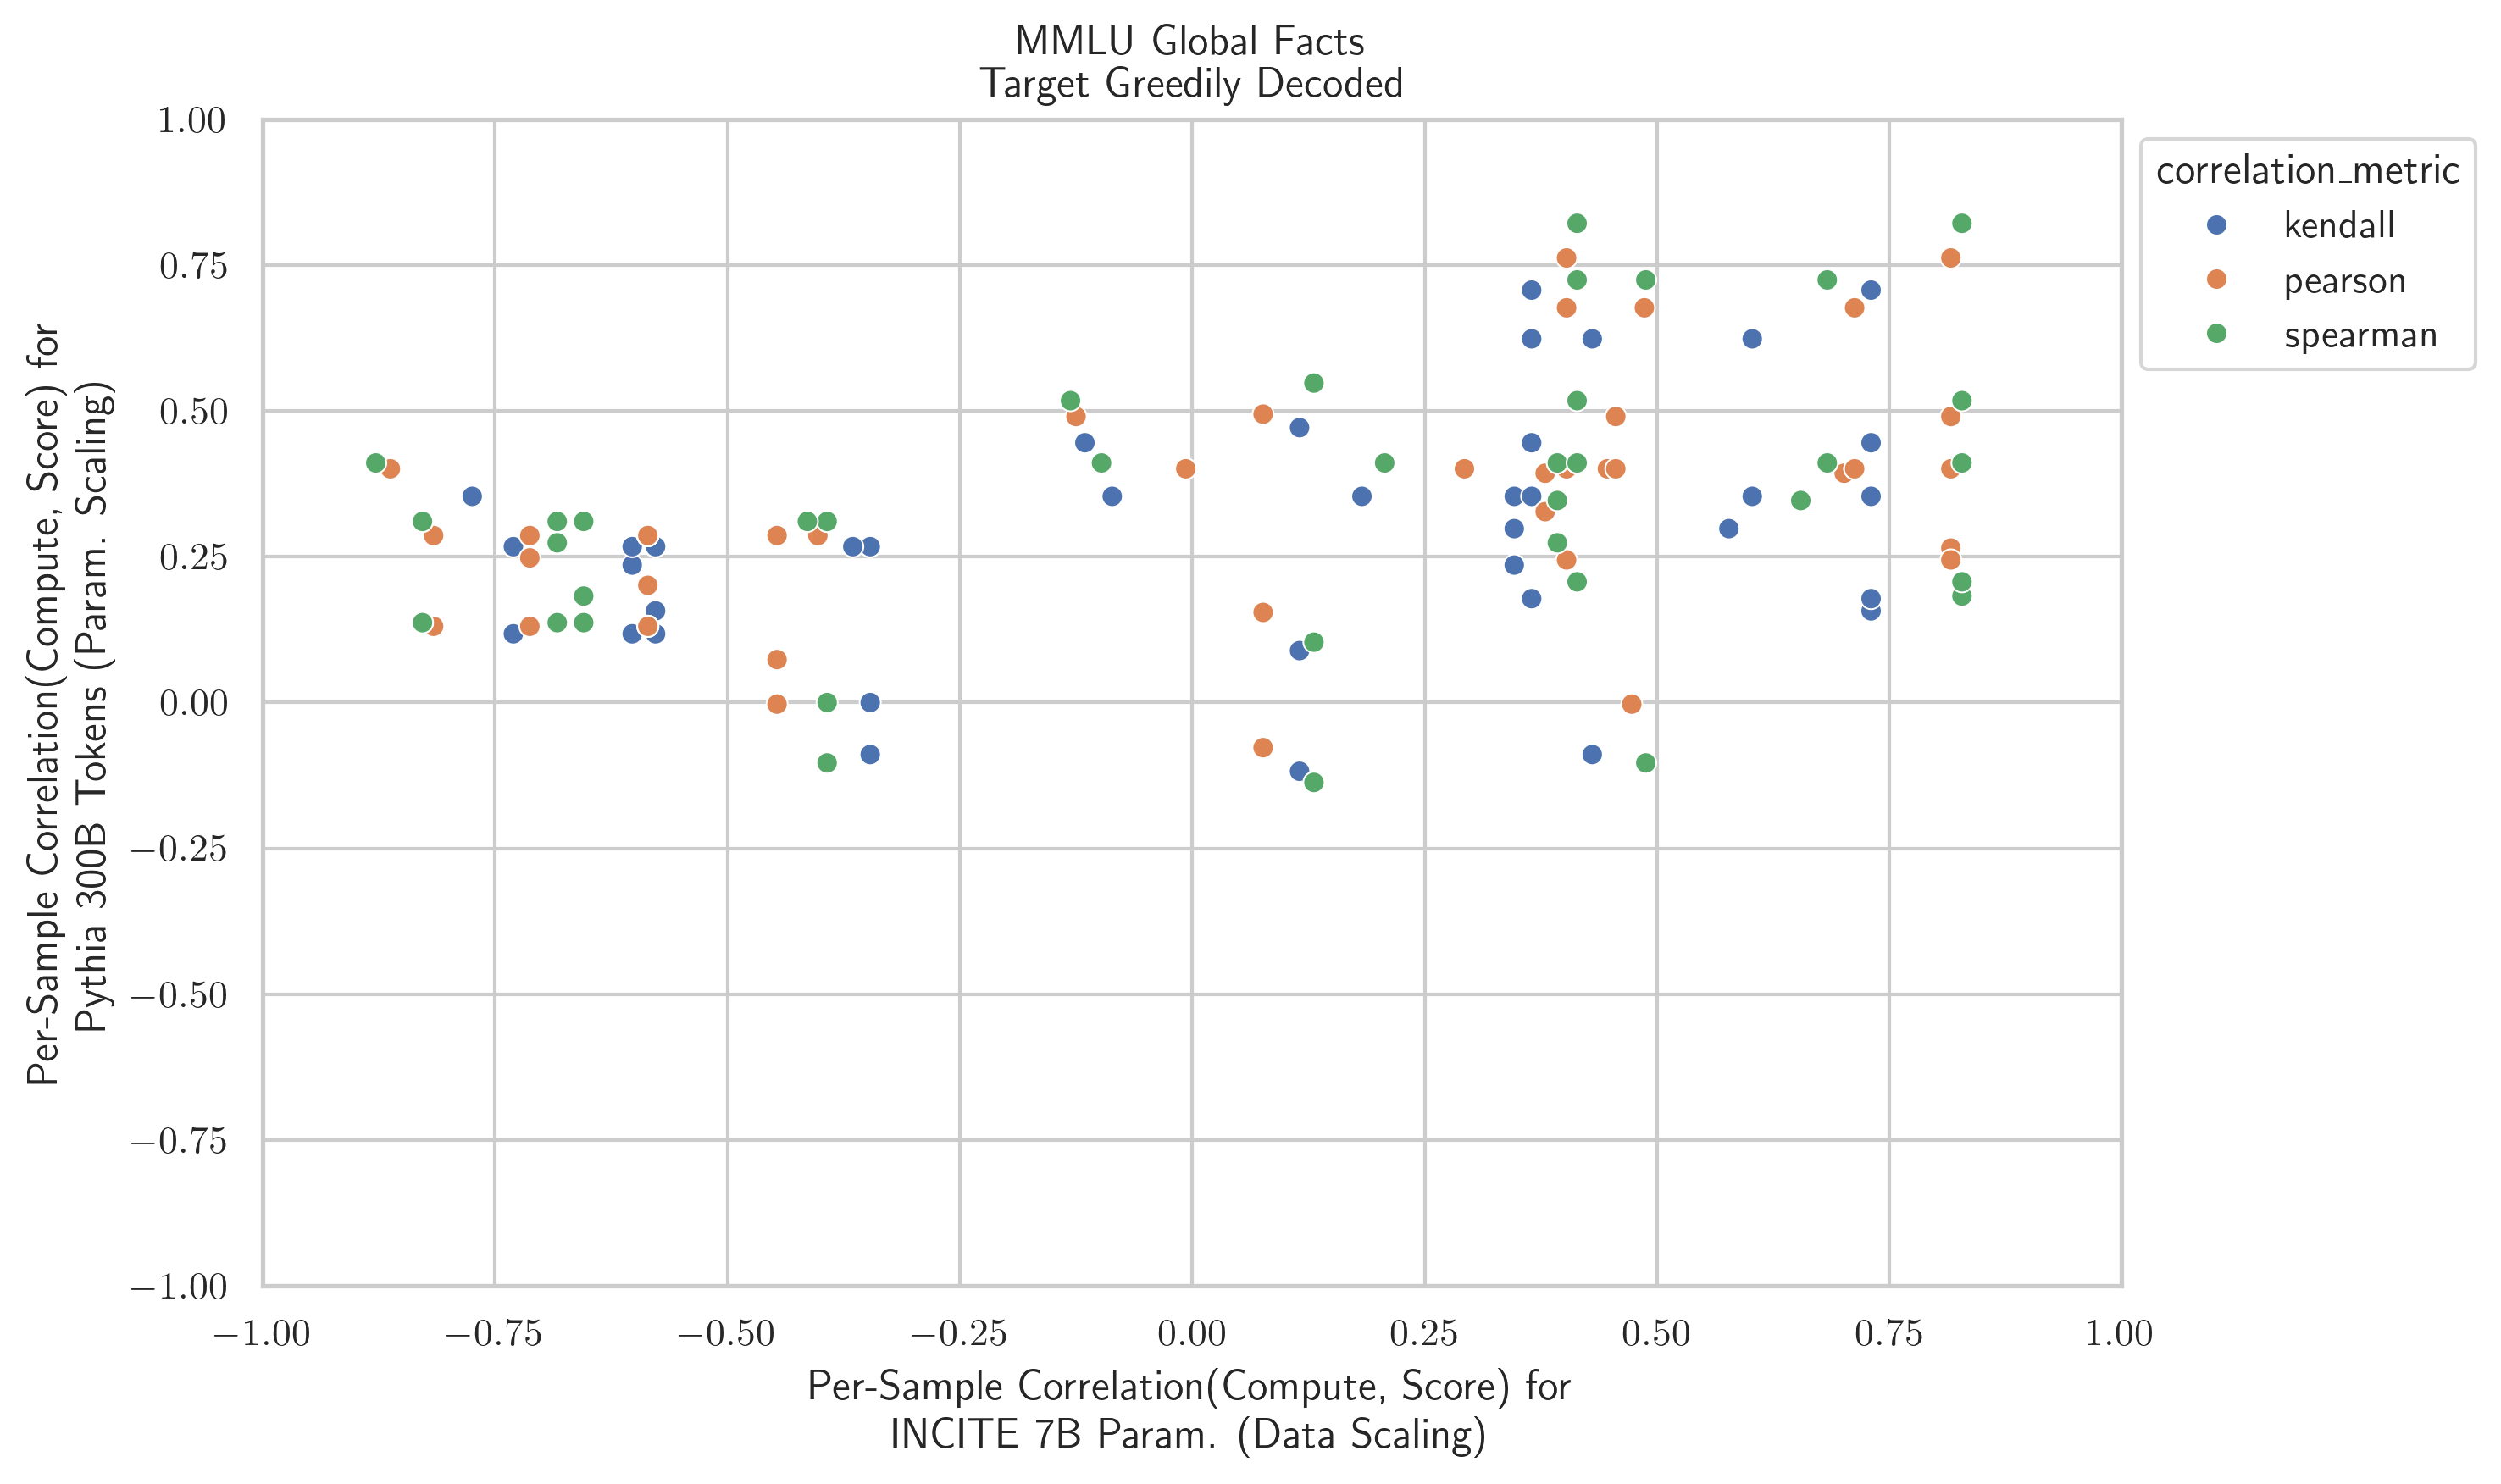 MMLU Global Facts
Target Greedily Decoded
1.00
0.75
0.50
0.25
0.00
−0.25
−0.50
−0.75
−1.00
Per-Sample Correlation(Compute, Score) for
Pythia 300B Tokens (Param. Scaling)
correlation_metric
kendall
pearson
spearman
−1.00 −0.75 −0.50 −0.25 0.00 0.25 0.50 0.75 1.00
Per-Sample Correlation(Compute, Score) for
INCITE 7B Param. (Data Scaling)